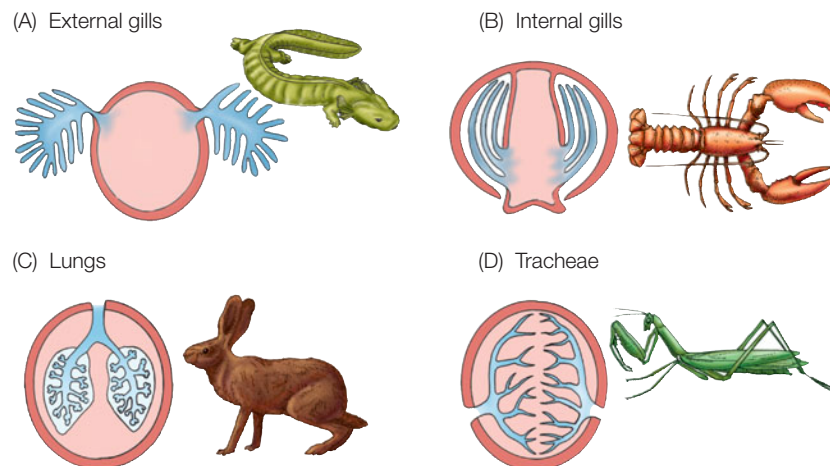 (A) External gills
(B) Internal gills
(C) Lungs
(D) Tracheae